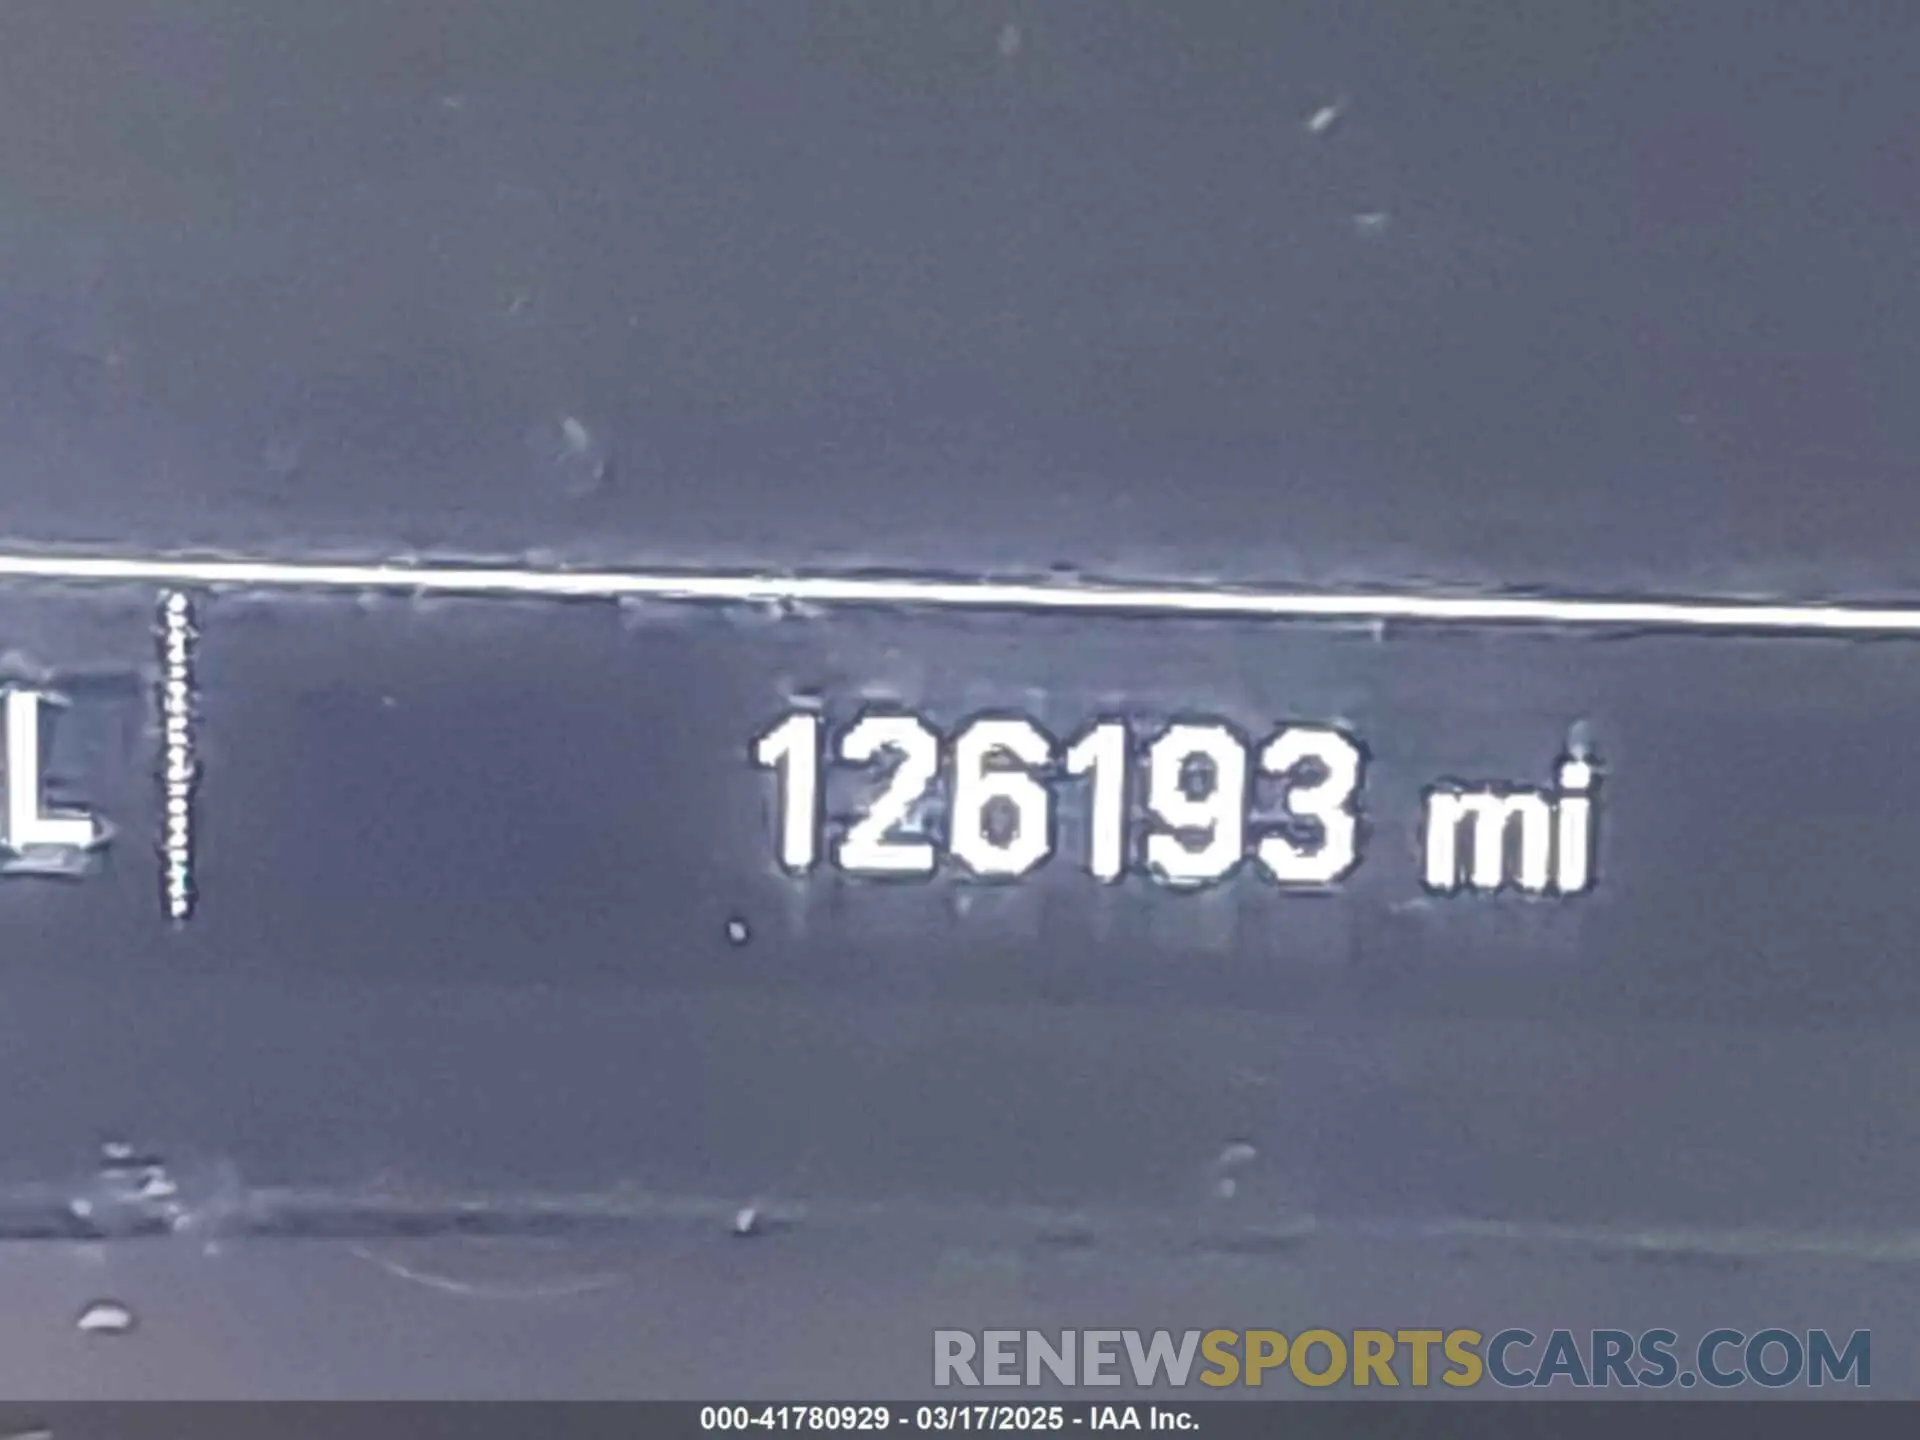 L 126193 mi
RENEWSPORTSCARS.COM
000-41780929 - 03/17/2025 - IAA Inc.